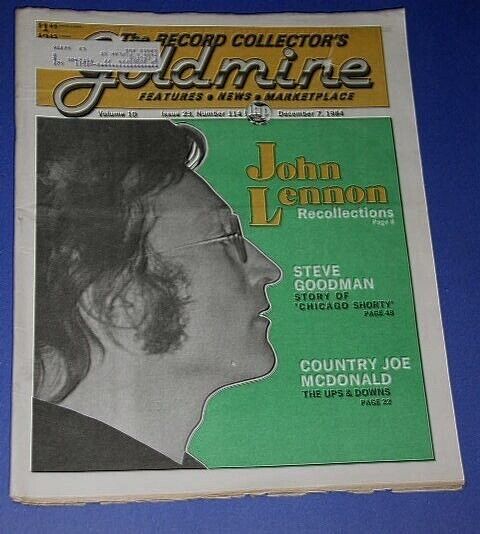 The RECORD COLLECTOR'S
Goldmine
FEATURES • NEWS • MARKETPLACE
Volume 10 Issue 23, Number 114 December 7, 1984
John
Lennon
Recollections
Page 8
STEVE
GOODMAN
STORY OF
'CHICAGO SHORTY'
PAGE 48
COUNTRY JOE
MCDONALD
THE UPS & DOWNS
PAGE 22